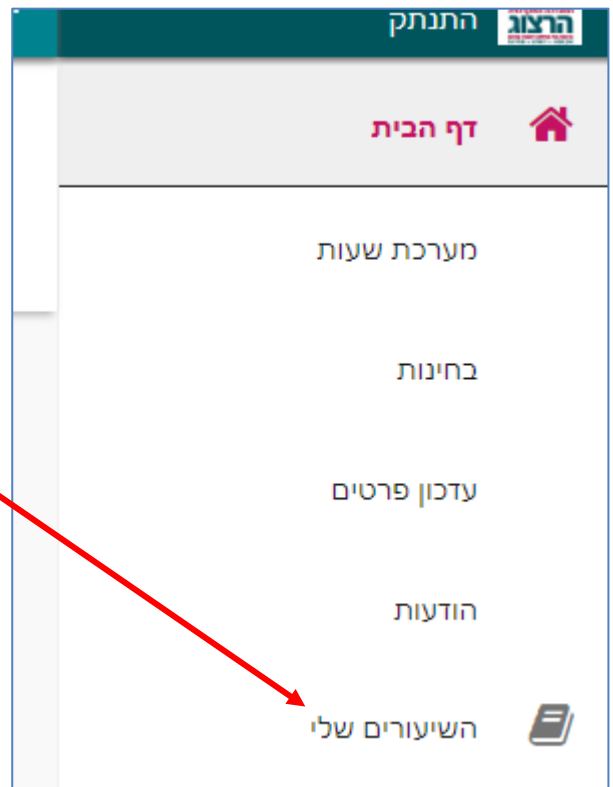 התנתק
הרצוג
דף הבית
מערכת שעות
בחינות
עדכון פרטים
הודעות
השיעורים שלי